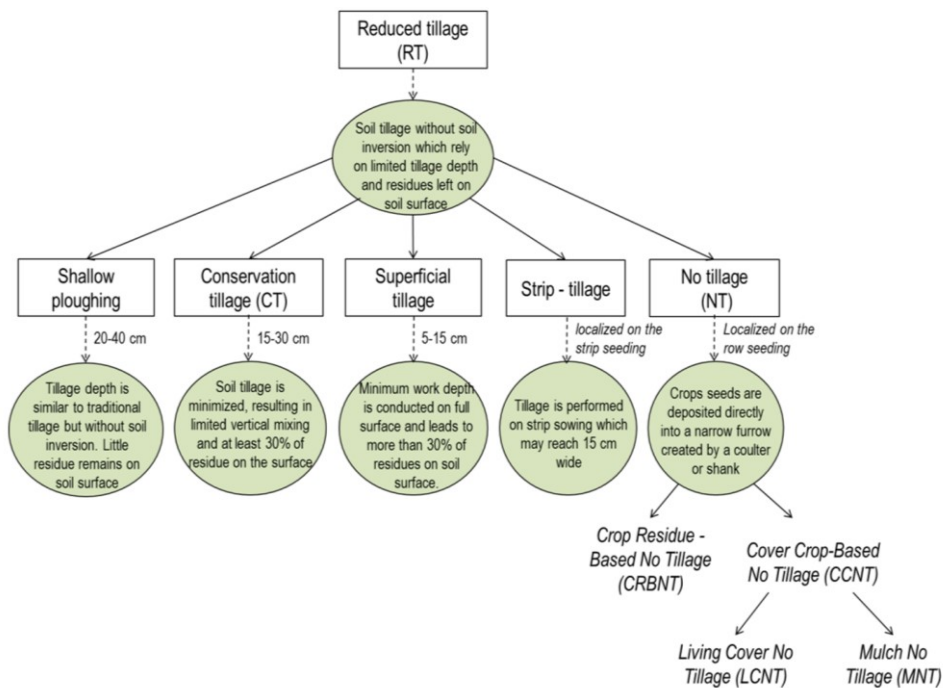 Reduced tillage
(RT)
Soil tillage without soil
inversion which rely
on limited tillage depth
and residues left on
soil surface
Shallow
ploughing
Conservation
tillage (CT)
Superficial
tillage
Strip - tillage
No tillage
(NT)
20-40 cm
15-30 cm
5-15 cm
localized on the
strip seeding
Localized on the
row seeding
Tillage depth is
similar to traditional
tillage but without soil
inversion. Little
residue remains on
soil surface
Soil tillage is
minimized, resulting in
limited vertical mixing
and at least 30% of
residue on the surface
Minimum work depth
is conducted on full
surface and leads to
more than 30% of
residues on soil
surface.
Tillage is performed
on strip sowing which
may reach 15 cm
wide
Crops seeds are
deposited directly
into a narrow furrow
created by a coulter
or shank
Crop Residue -
Based No Tillage
(CRBNT)
Cover Crop-Based
No Tillage (CCNT)
Living Cover No
Tillage (LCNT)
Mulch No
Tillage (MNT)